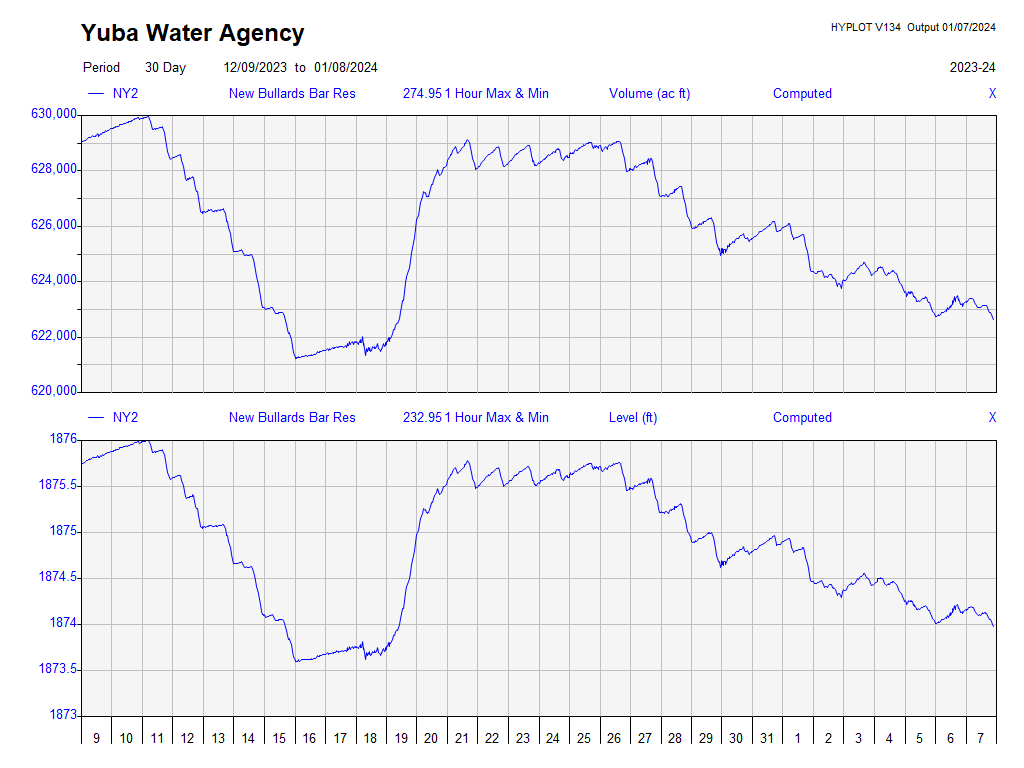 Yuba Water Agency
HYPLOT V134 Output 01/07/2024
Period 30 Day 12/09/2023 to 01/08/2024 2023-24
NY2 New Bullards Bar Res 274.95 1 Hour Max & Min Volume (ac ft) Computed X
630,000
628,000
626,000
624,000
622,000
620,000
NY2 New Bullards Bar Res 232.95 1 Hour Max & Min Level (ft) Computed X
1876
1875.5
1875
1874.5
1874
1873.5
1873
9 10 11 12 13 14 15 16 17 18 19 20 21 22 23 24 25 26 27 28 29 30 31 1 2 3 4 5 6 7